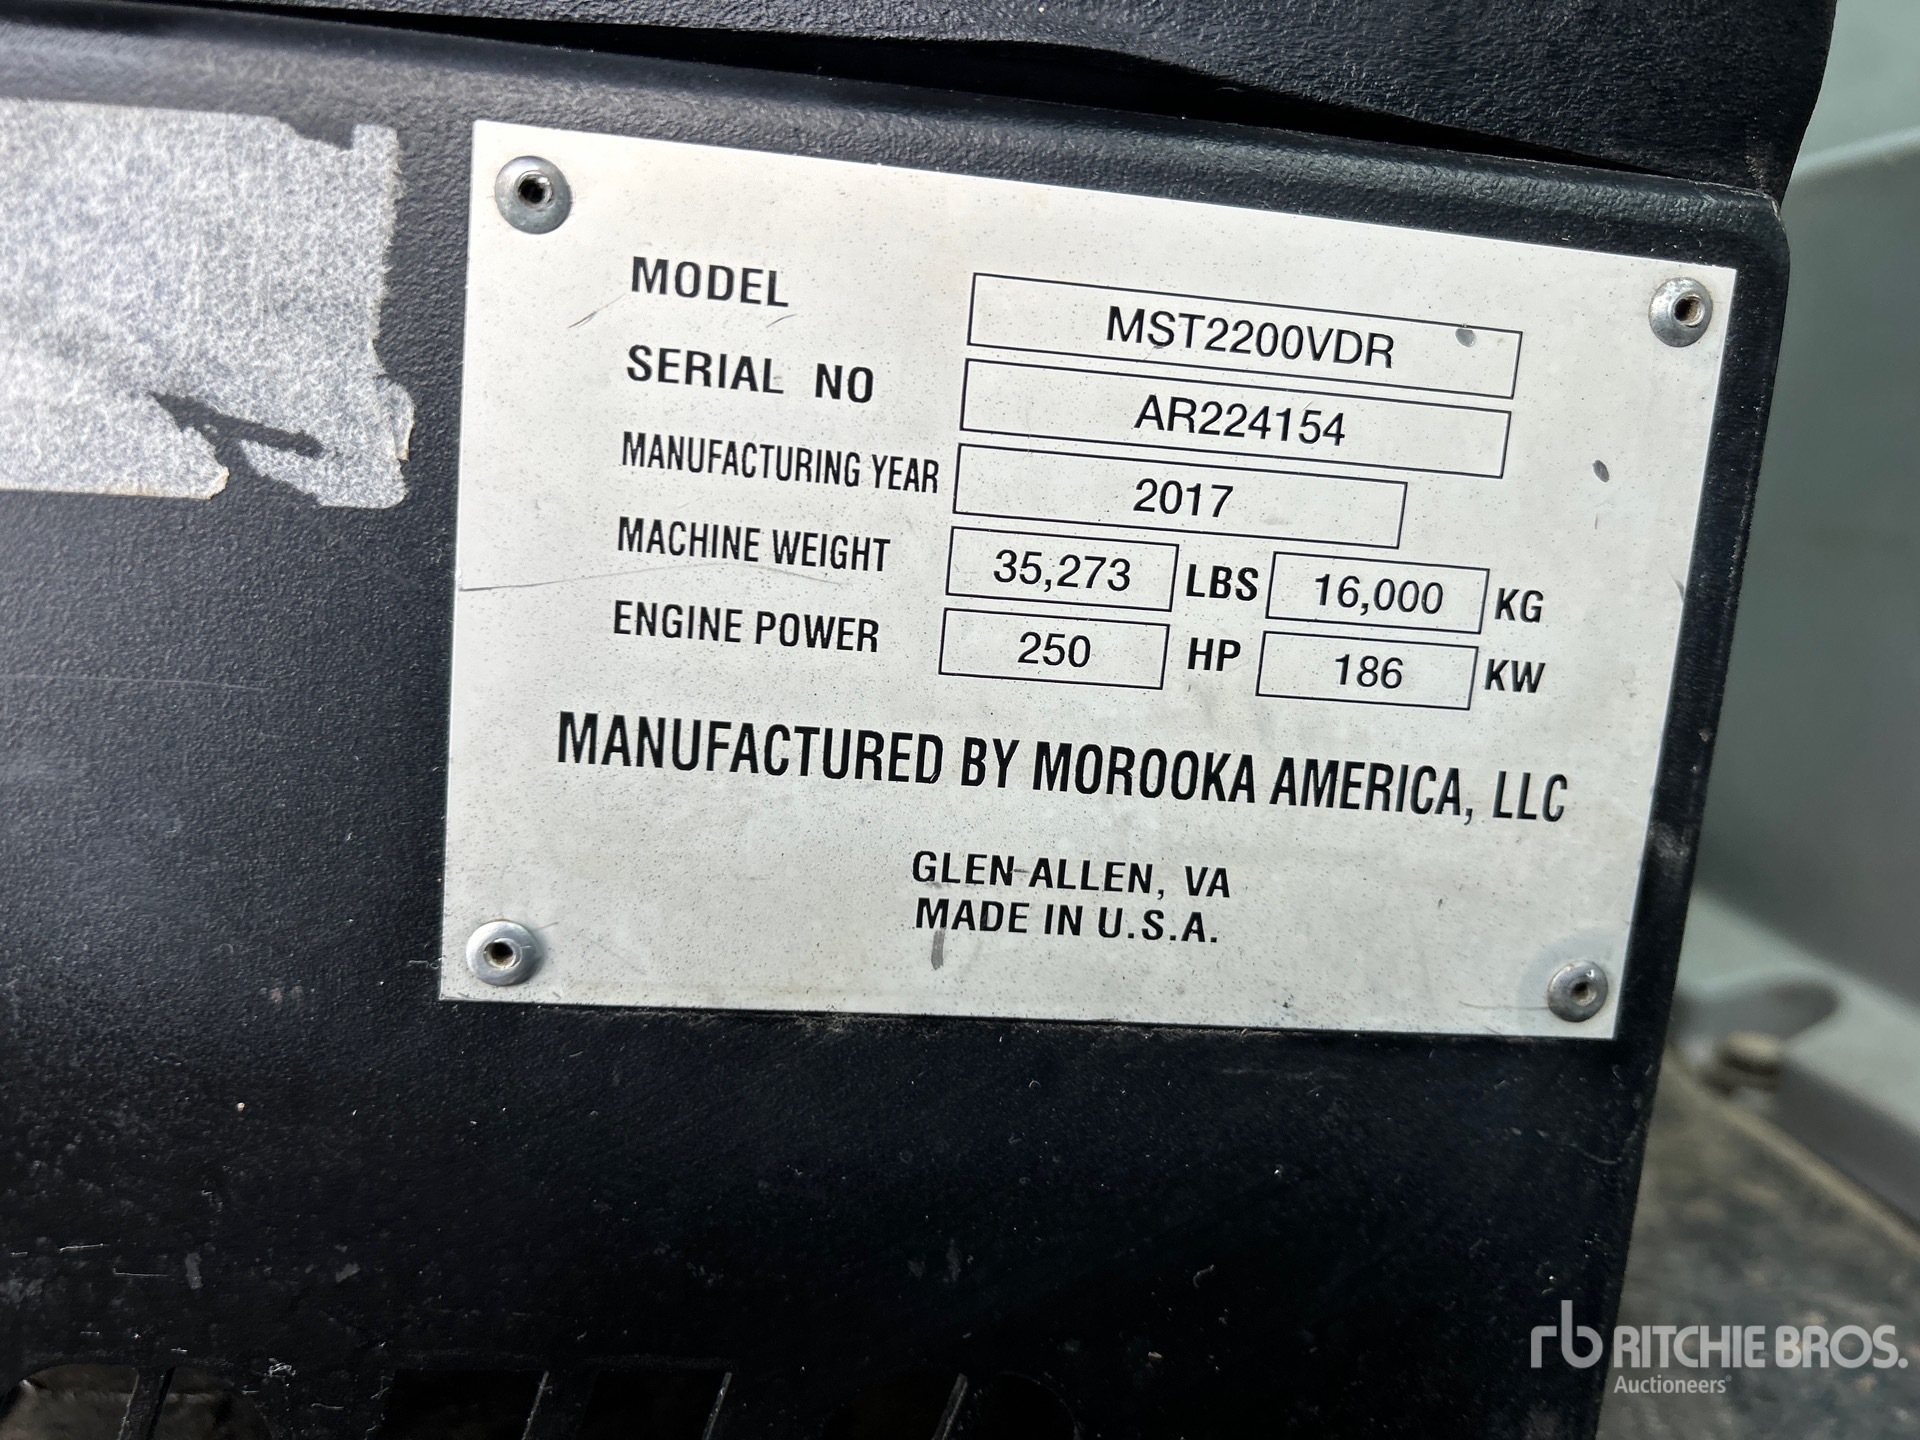 MODEL MST2200VDR
SERIAL NO AR224154
MANUFACTURING YEAR 2017
MACHINE WEIGHT 35,273 LBS 16,000 KG
ENGINE POWER 250 HP 186 KW
MANUFACTURED BY MOROOKA AMERICA, LLC
GLEN ALLEN, VA
MADE IN U.S.A.
rb RITCHIE BROS.
Auctioneers